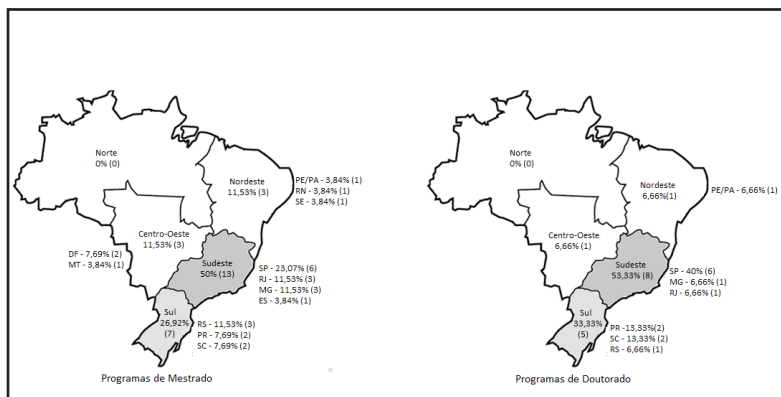 Norte
0% (0)
Nordeste
11,53% (3)
PE/PA - 3,84% (1)
RN - 3,84% (1)
SE - 3,84% (1)
Centro-Oeste
11,53% (3)
DF - 7,69% (2)
MT - 3,84% (1)
Sudeste
50% (13)
SP - 23,07% (6)
RJ - 11,53% (3)
MG - 11,53% (3)
ES - 3,84% (1)
Sul
26,92%
(7)
RS - 11,53% (3)
PR - 7,69% (2)
SC - 7,69% (2)
Programas de Mestrado
Norte
0% (0)
Nordeste
6,66%(1)
PE/PA - 6,66% (1)
Centro-Oeste
6,66% (1)
Sudeste
53,33% (8)
SP - 40% (6)
MG - 6,66% (1)
RJ - 6,66% (1)
Sul
33,33%
(5)
PR -13,33% (2)
SC - 13,33% (2)
RS - 6,66% (1)
Programas de Doutorado